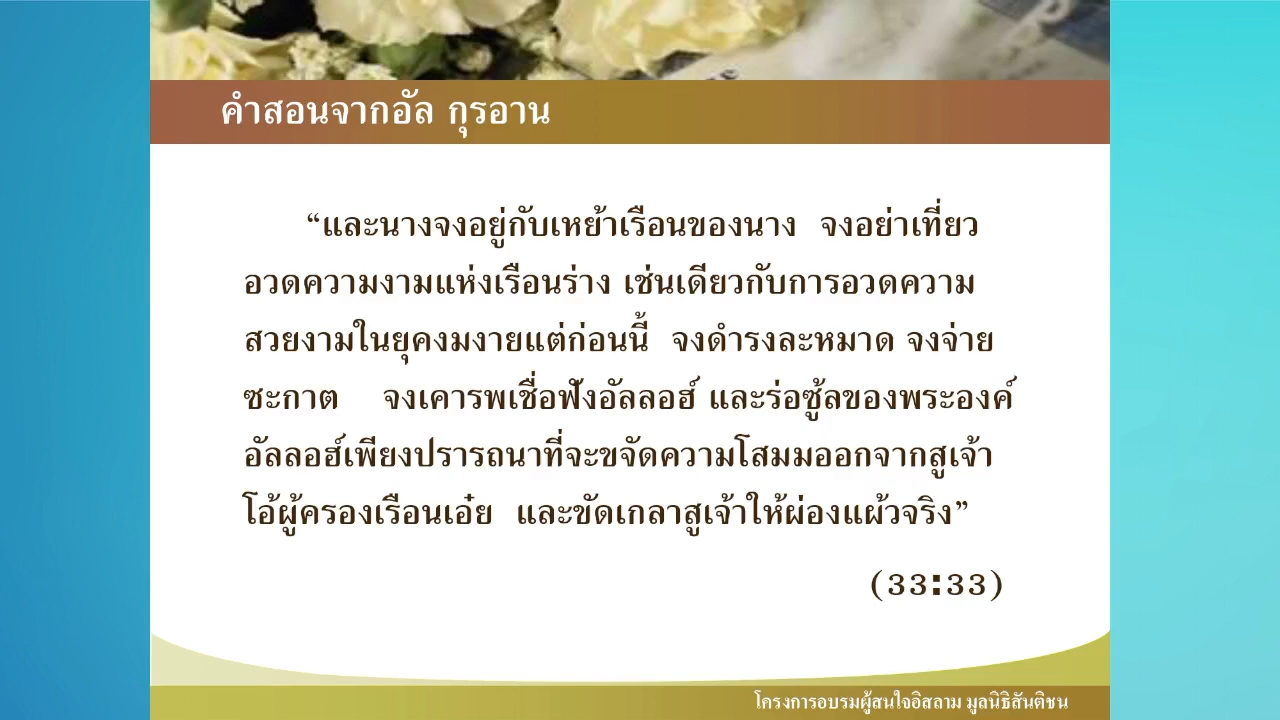 คำสอนจากอัล กุรอาน
“และนางจงอยู่กับเหย้าเรือนของนาง จงอย่าเที่ยว
อวดความงามแห่งเรือนร่าง เช่นเดียวกับการอวดความ
สวยงามในยุคงมงายแต่ก่อนนี้ จงดำรงละหมาด จงจ่าย
ซะกาต จงเคารพเชื่อฟังอัลลอฮ์ และร่อซู้ลของพระองค์
อัลลอฮ์เพียงปรารถนาที่จะขจัดความโสมมออกจากสูเจ้า
โอ้ผู้ครองเรือนเอ๋ย และขัดเกลาสูเจ้าให้ผ่องแผ้วจริง”
(33:33)
โครงการอบรมผู้สนใจอิสลาม มูลนิธิสันติชน